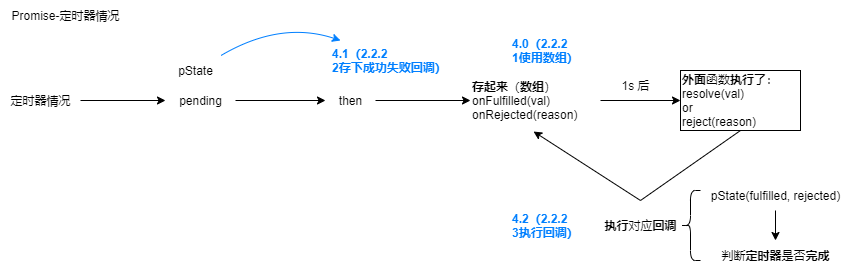 Promise-定时器情况
4.0（2.2.2
1使用数组)
4.1（2.2.2
2存下成功失败回调)
pState
存起来（数组）
onFulfilled(val)
onRejected(reason)
1s 后
外面函数执行了：
resolve(val)
or
reject(reason)
定时器情况
pending
then
4.2（2.2.2
3执行回调)
执行对应回调
pState(fulfilled, rejected)
判断定时器是否完成